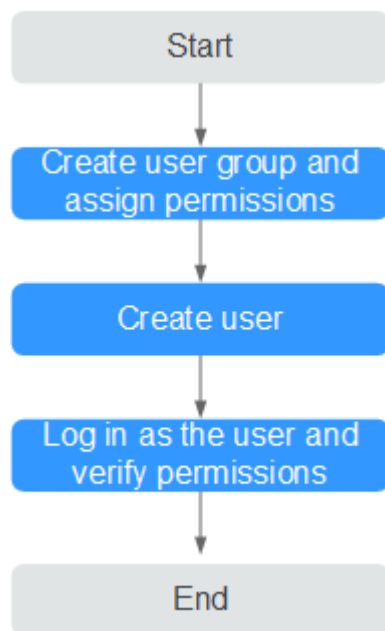 Start
Create user group and
assign permissions
Create user
Log in as the user and
verify permissions
End